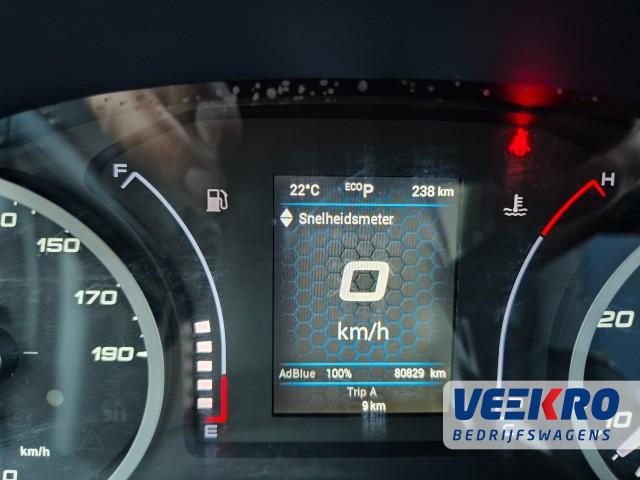 22°C ECO P 238 km
Snelheidsmeter
0
km/h
AdBlue 100% 80829 km
Trip A
9 km
F
E
H
150
170
190
km/h
20
10
VEEKRO
BEDRIJFSWAGENS